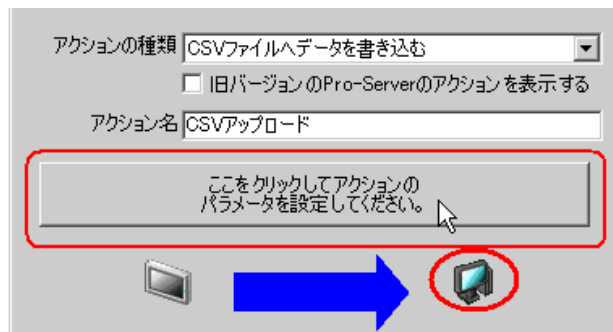 アクションの種類 CSVファイルへデータを書き込む
旧バージョンのPro-Serverのアクションを表示する
アクション名 CSVアップロード
ここをクリックしてアクションの
パラメータを設定してください。